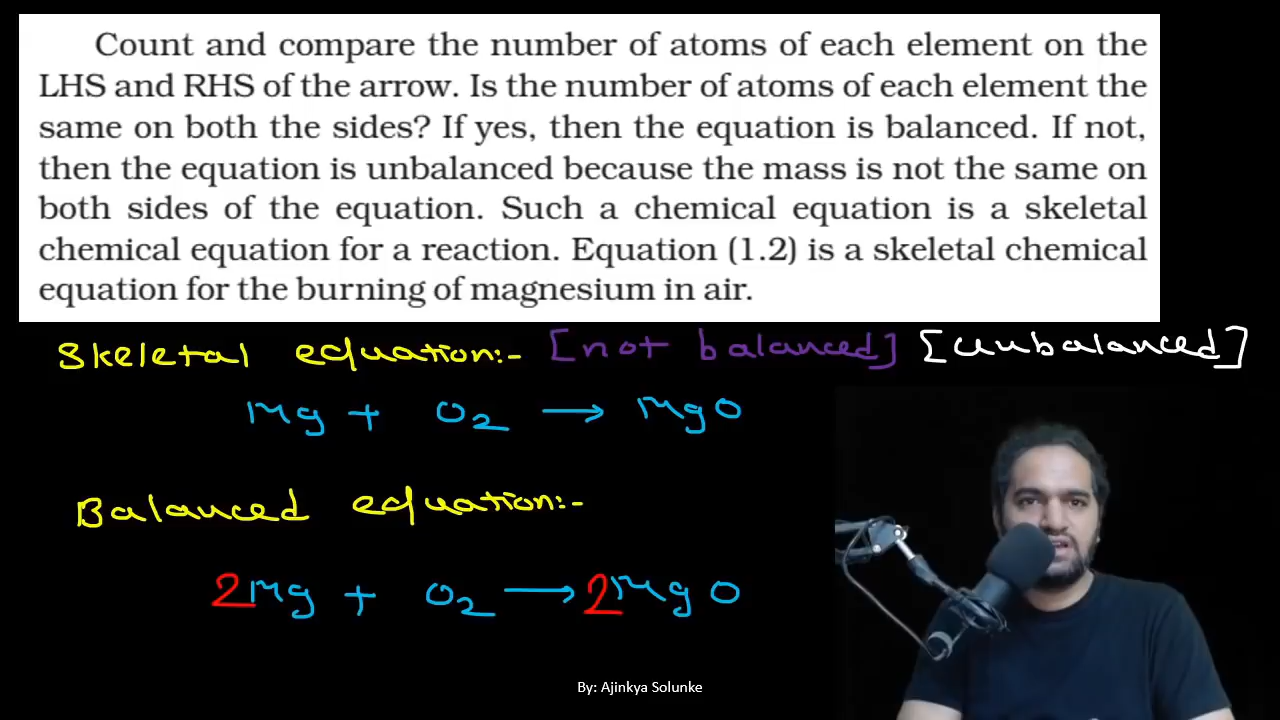 Count and compare the number of atoms of each element on the
LHS and RHS of the arrow. Is the number of atoms of each element the
same on both the sides? If yes, then the equation is balanced. If not,
then the equation is unbalanced because the mass is not the same on
both sides of the equation. Such a chemical equation is a skeletal
chemical equation for a reaction. Equation (1.2) is a skeletal chemical
equation for the burning of magnesium in air.
Skeletal equation:- [not balanced] [unbalanced]
Mg + O₂ → MgO
Balanced equation:-
2Mg + O₂ → 2MgO
By: Ajinkya Solunke